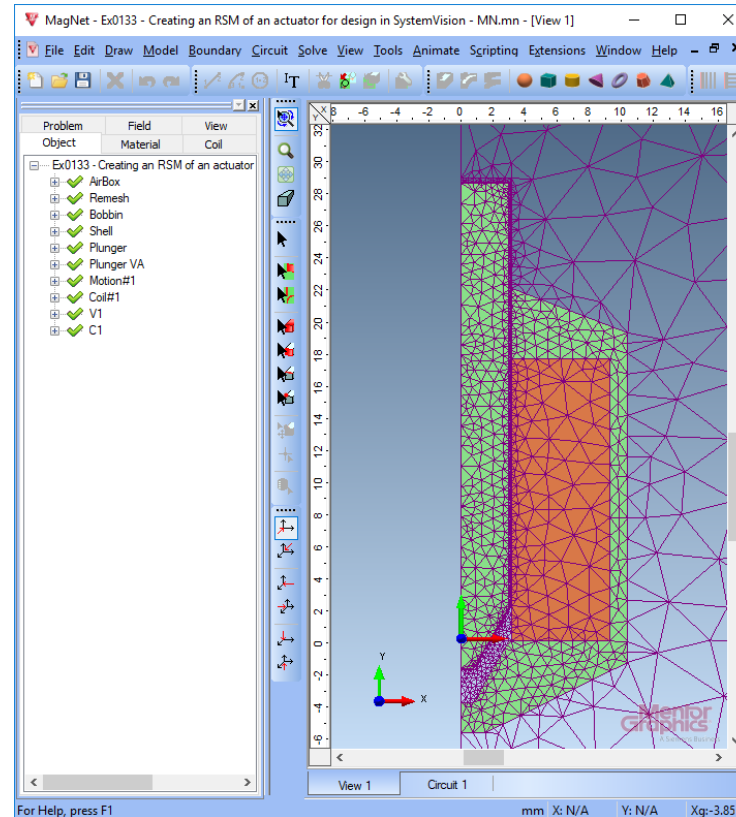 MagNet - Ex0133 - Creating an RSM of an actuator for design in SystemVision - MN.mn - [View 1]
File Edit Draw Model Boundary Circuit Solve View Tools Animate Scripting Extensions Window Help
IT
Problem Field View
Object Material Coil
Ex0133 - Creating an RSM of an actuator
AirBox
Remesh
Bobbin
Shell
Plunger
Plunger VA
Motion#1
Coil#1
V1
C1
X
Y
8 -6 -4 -2 0 2 4 6 8 10 12 14 16
32
30
28
26
24
22
20
18
16
14
12
10
8
6
4
2
0
-2
-4
-6
Y
X
Mentor
Graphics
A Siemens Business
View 1 Circuit 1
For Help, press F1 mm X: N/A Y: N/A Xg:-3.85